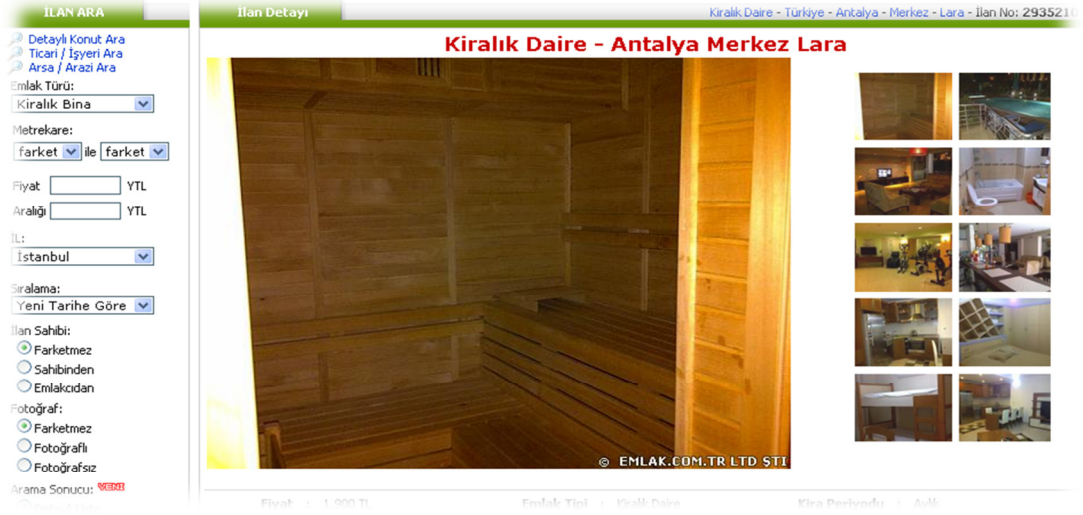 İLAN ARA
Detaylı Konut Ara
Ticari / İşyeri Ara
Arsa / Arazi Ara
Emlak Türü:
Kiralık Bina
Metrekare:
farket ile farket
Fiyat YTL
Aralığı YTL
İL:
İstanbul
Sıralama:
Yeni Tarihe Göre
İlan Sahibi:
Farketmez
Sahibinden
Emlakcıdan
Fotoğraf:
Farketmez
Fotoğraflı
Fotoğrafsız
Arama Sonucu: YENİ
İlan Detayı
Kiralık Daire - Türkiye - Antalya - Merkez - Lara - İlan No: 2935210
Kiralık Daire - Antalya Merkez Lara
© EMLAK.COM.TR LTD ŞTİ
Fiyat : 1.900 TL Emlak Tipi : Kiralık Daire Kira Periyodu : Aylık